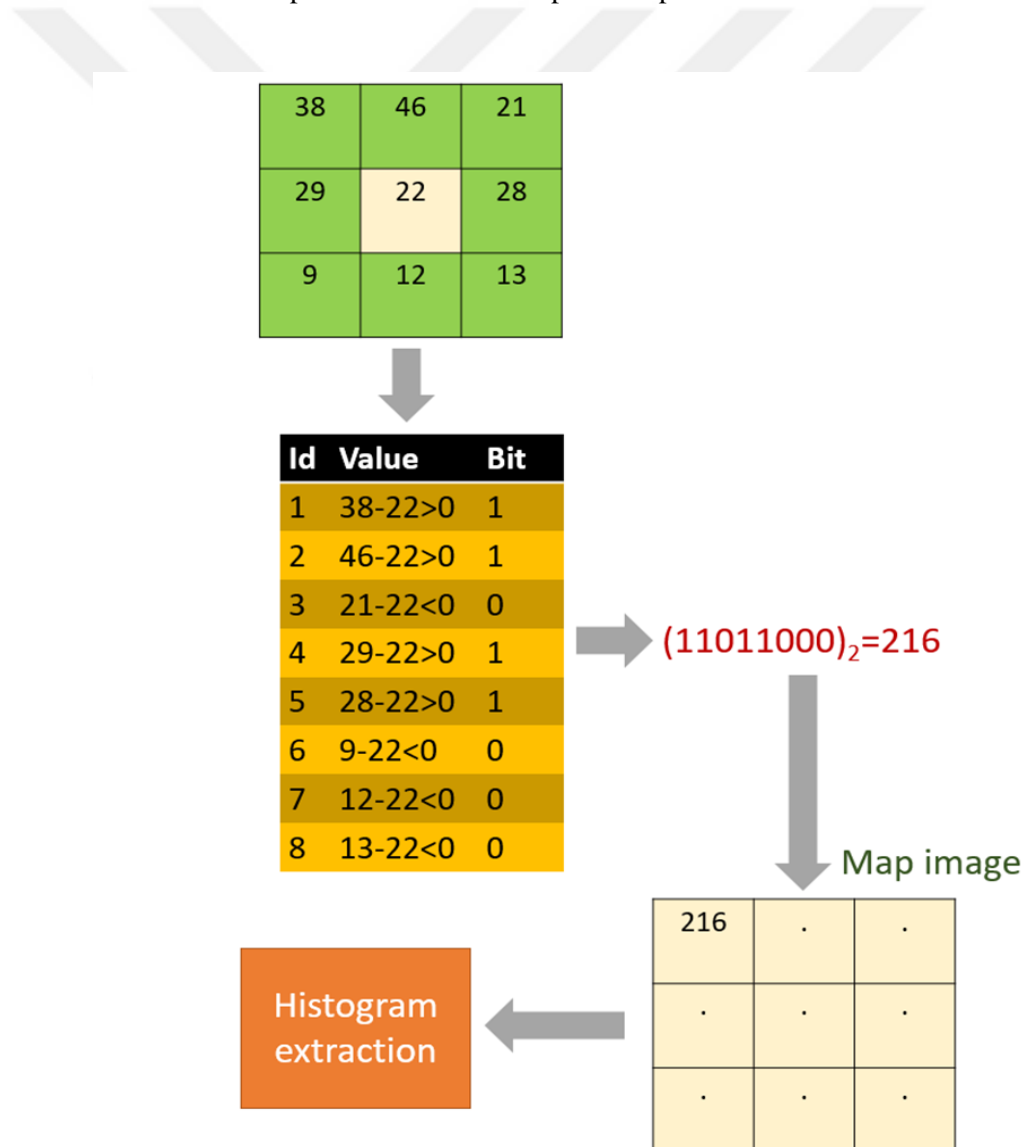 38 46 21
29 22 28
9 12 13
Id Value Bit
1 38-22>0 1
2 46-22>0 1
3 21-22<0 0
4 29-22>0 1
5 28-22>0 1
6 9-22<0 0
7 12-22<0 0
8 13-22<0 0
(11011000)₂=216
Map image
216 . .
. . .
. . .
Histogram
extraction